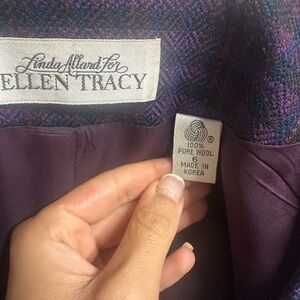 Linda Allard for
ELLEN TRACY
®
100%
PURE WOOL
6
MADE IN
KOREA